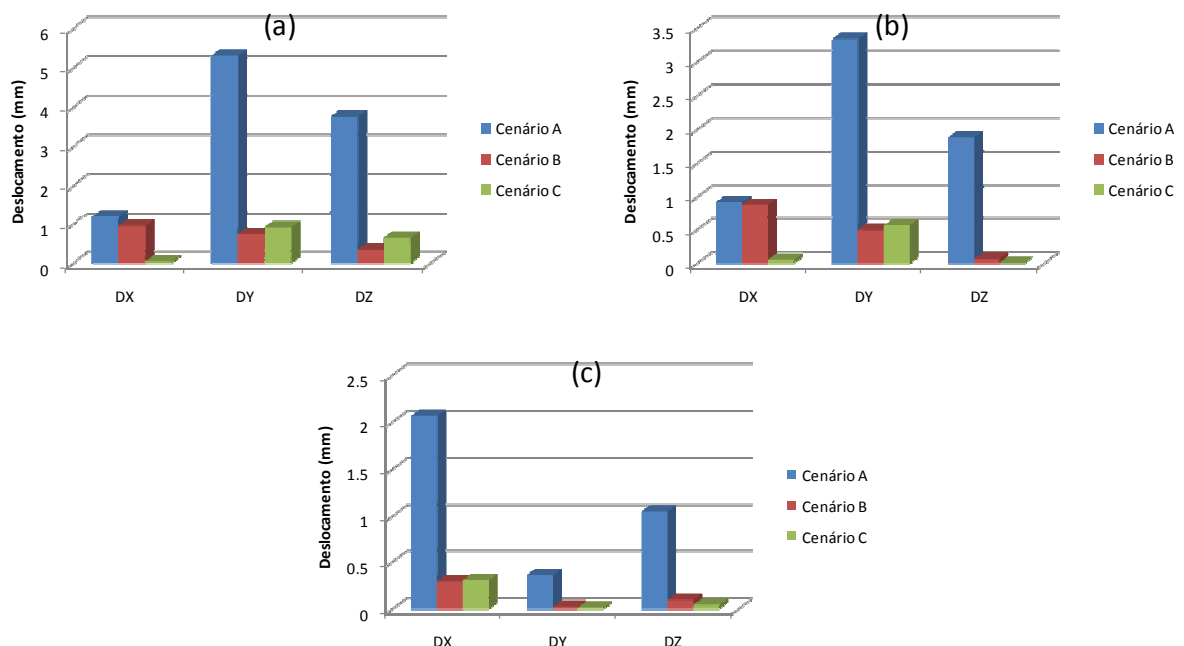 (a)
Deslocamento (mm)
6
5
4
3
2
1
0
DX
DY
DZ
Cenário A
Cenário B
Cenário C
(b)
Deslocamento (mm)
3.5
3
2.5
2
1.5
1
0.5
0
DX
DY
DZ
Cenário A
Cenário B
Cenário C
(c)
Deslocamento (mm)
2.5
2
1.5
1
0.5
0
DX
DY
DZ
Cenário A
Cenário B
Cenário C